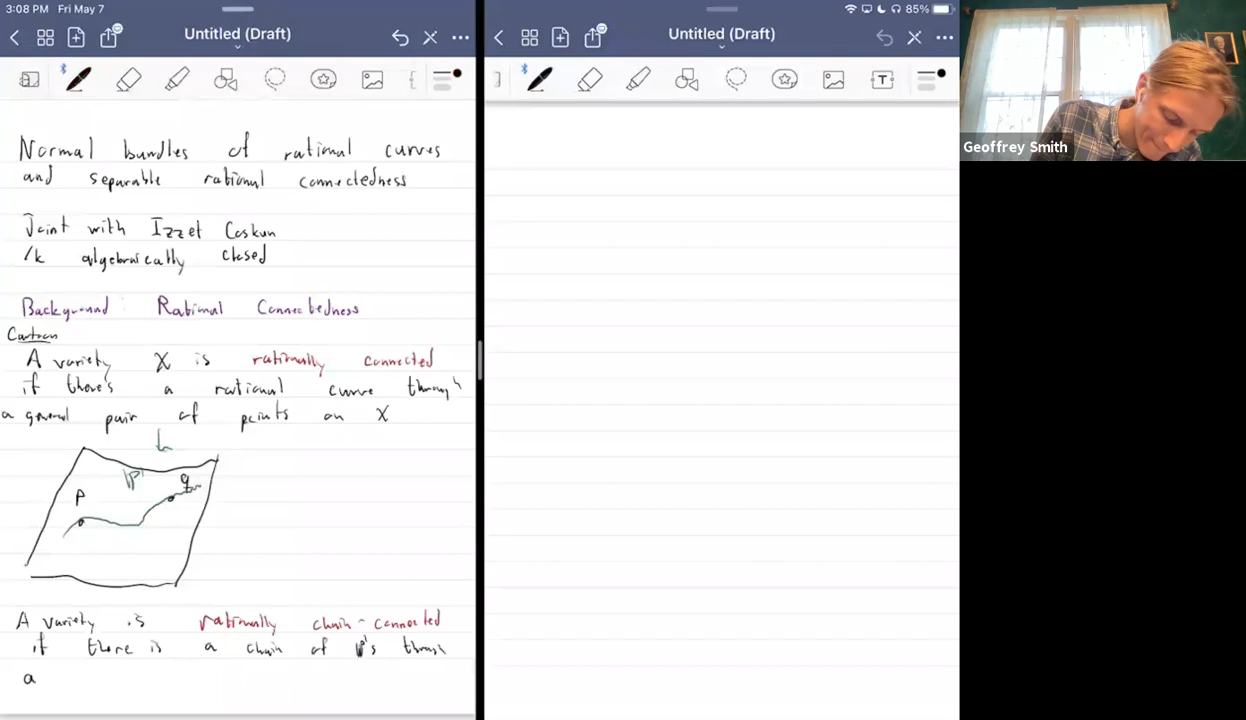 3:08 PM Fri May 7
85%
Untitled (Draft)
Untitled (Draft)
T
Geoffrey Smith
Normal bundles of rational curves
and separable rational connectedness
Joint with Izzet Coskun
/k algebraically closed
Background: Rational Connectedness
Cartoon
A variety X is rationally connected
if there's a rational curve through
a general pair of points on X
P¹
p
q
A variety is rationally chain-connected
if there is a chain of P¹s through
a